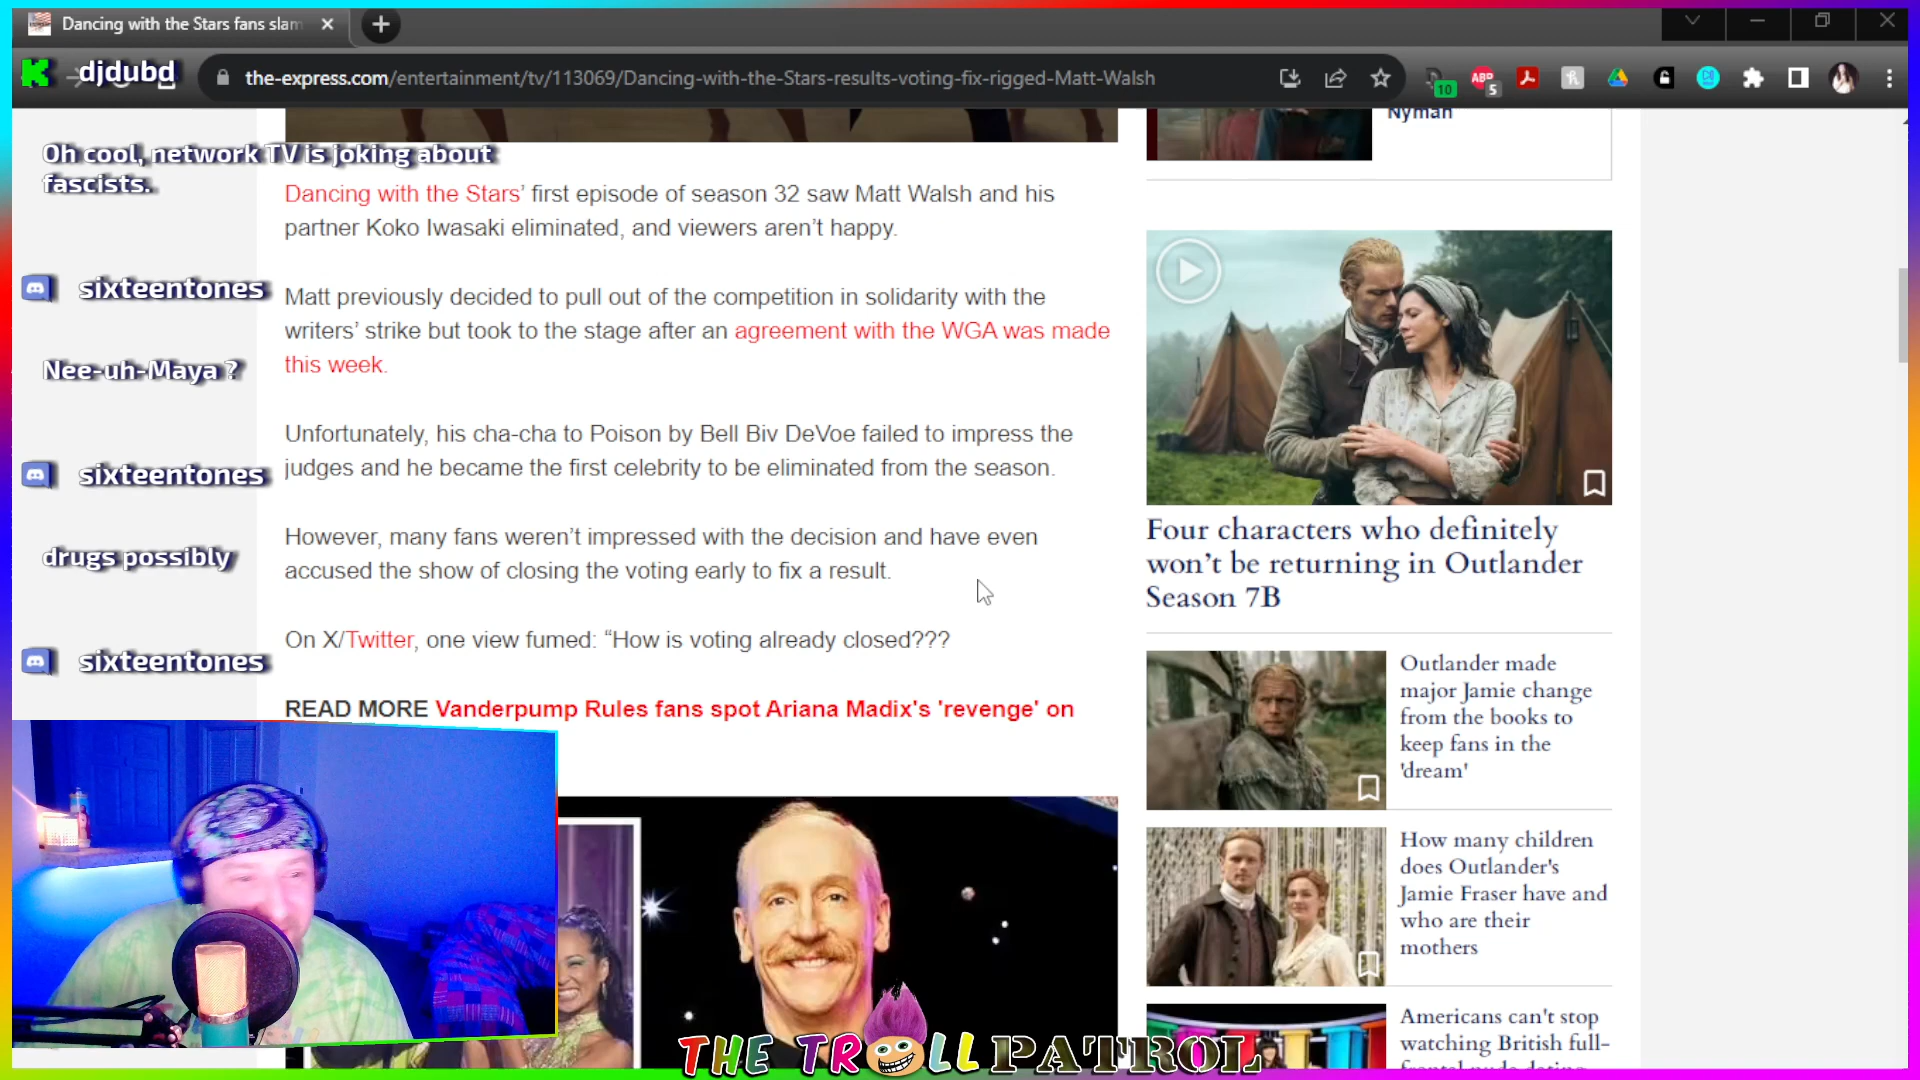 Dancing with the Stars fans slam
djdubd
the-express.com/entertainment/tv/113069/Dancing-with-the-Stars-results-voting-fix-rigged-Matt-Walsh
10
ABP
5
Oh cool, network TV is joking about
fascists.
sixteentones
Nee-uh-Maya ?
sixteentones
drugs possibly
sixteentones
Dancing with the Stars’ first episode of season 32 saw Matt Walsh and his
partner Koko Iwasaki eliminated, and viewers aren’t happy.
Matt previously decided to pull out of the competition in solidarity with the
writers’ strike but took to the stage after an agreement with the WGA was made
this week.
Unfortunately, his cha-cha to Poison by Bell Biv DeVoe failed to impress the
judges and he became the first celebrity to be eliminated from the season.
However, many fans weren’t impressed with the decision and have even
accused the show of closing the voting early to fix a result.
On X/Twitter, one view fumed: “How is voting already closed???
READ MORE Vanderpump Rules fans spot Ariana Madix's 'revenge' on
Nyman
Four characters who definitely
won’t be returning in Outlander
Season 7B
Outlander made
major Jamie change
from the books to
keep fans in the
'dream'
How many children
does Outlander's
Jamie Fraser have and
who are their
mothers
Americans can't stop
watching British full-
frontal nude dating
THE TROLL PATROL